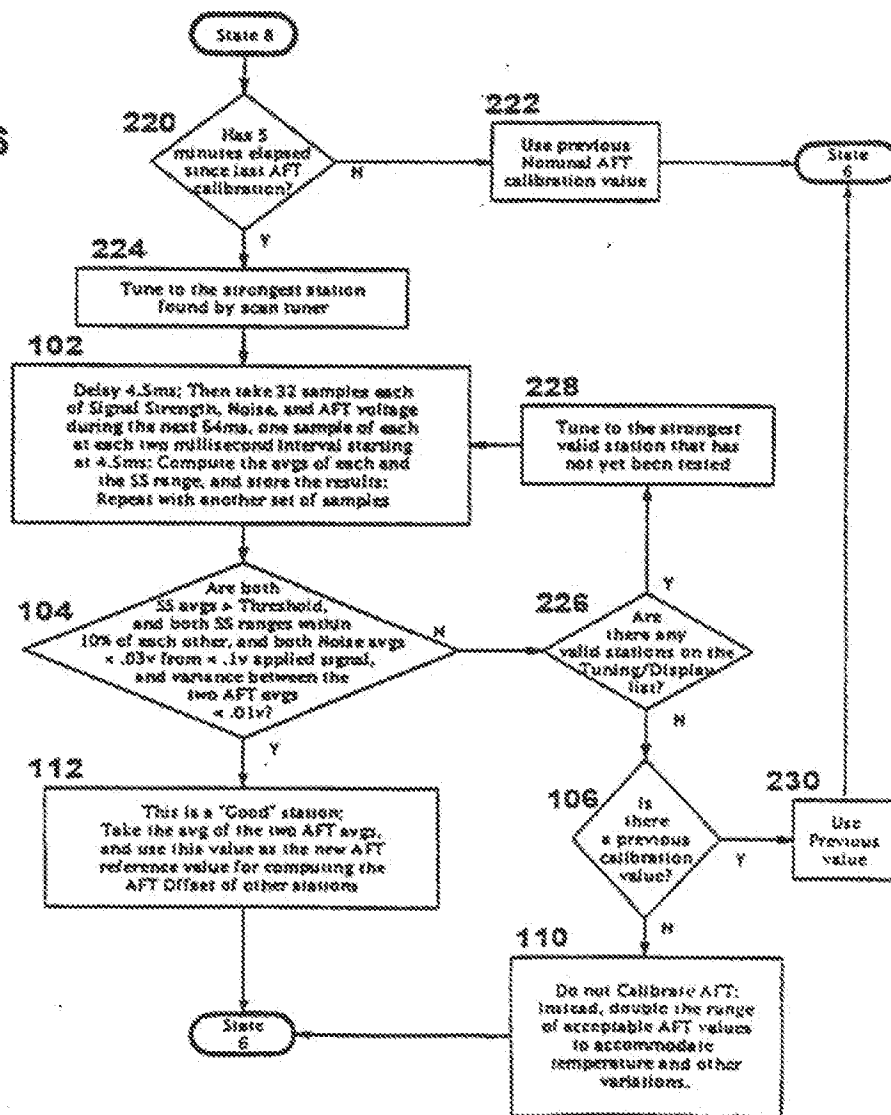 State 8
6
220
Has 5
minutes elapsed
since last AFT
calibration?
N
Y
222
Use previous
Nominal AFT
calibration value
State
6
224
Tune to the strongest station
found by scan tuner
102
Delay 4.5ms; Then take 32 samples each
of Signal Strength, Noise, and AFT voltage
during the next 64ms, one sample of each
at each two millisecond interval starting
at 4.5ms; Compute the avgs of each and
the SS range, and store the results;
Repeat with another set of samples
228
Tune to the strongest
valid station that has
not yet been tested
104
Are both
SS avgs > Threshold,
and both SS ranges within
10% of each other, and both Noise avgs
< .03v from < .1v applied signal,
and variance between the
two AFT avgs
< .01v?
N
Y
226
Are
there any
valid stations on the
Tuning/Display
list?
Y
N
112
This is a "Good" station;
Take the avg of the two AFT avgs,
and use this value as the new AFT
reference value for computing the
AFT Offset of other stations
106
Is
there
a previous
calibration
value?
Y
N
230
Use
Previous
value
110
Do not Calibrate AFT;
Instead, double the range
of acceptable AFT values
to accommodate
temperature and other
variations.
State
6